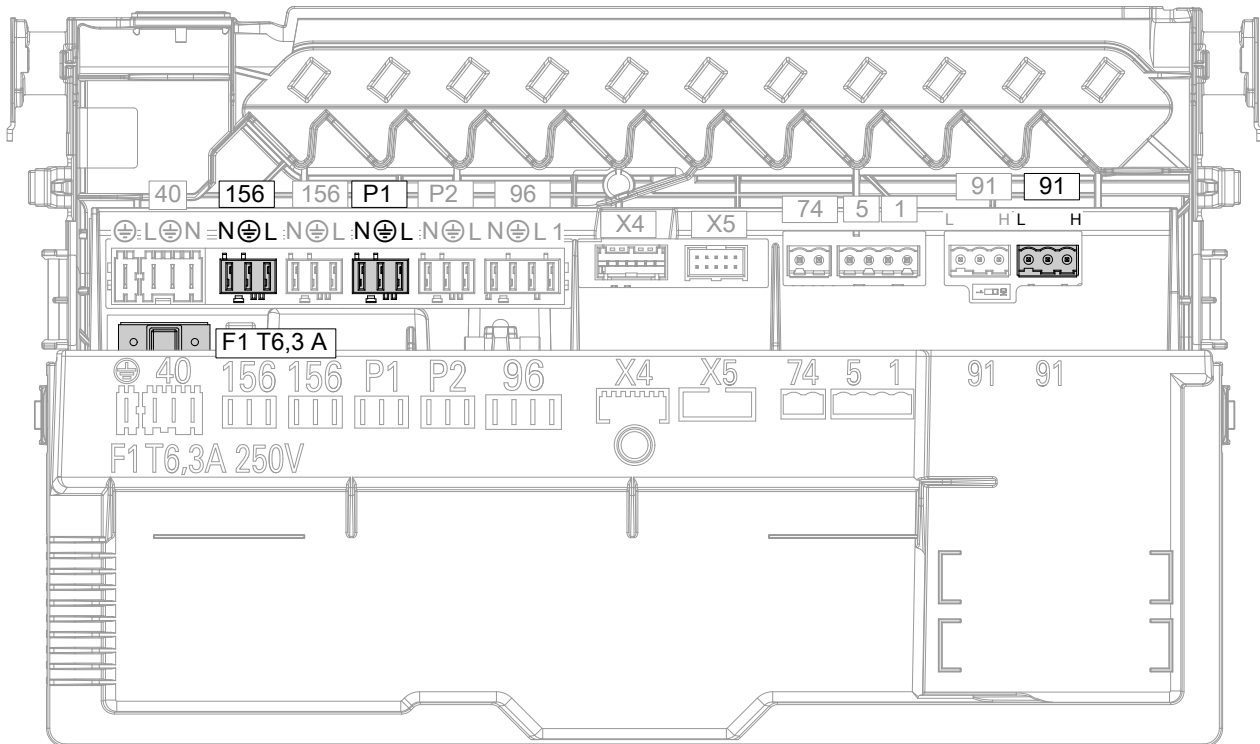 40 156 156 P1 P2 96 X4 X5 74 5 1 91 91
L N N L N L N L N L N L 1 L H L H
F1 T6,3 A
40 156 156 P1 P2 96 X4 X5 74 5 1 91 91
F1 T6,3A 250V